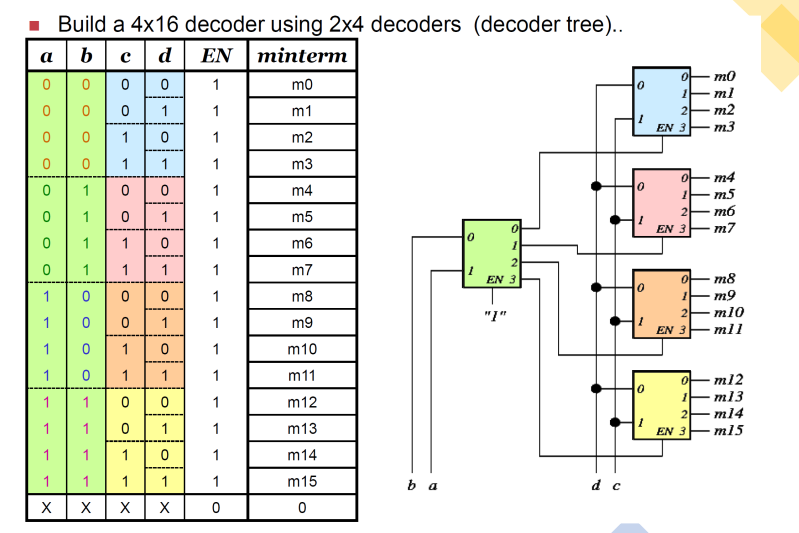 Build a 4x16 decoder using 2x4 decoders (decoder tree)..
a b c d EN minterm
0 0 0 0 1 m0
0 0 0 1 1 m1
0 0 1 0 1 m2
0 0 1 1 1 m3
0 1 0 0 1 m4
0 1 0 1 1 m5
0 1 1 0 1 m6
0 1 1 1 1 m7
1 0 0 0 1 m8
1 0 0 1 1 m9
1 0 1 0 1 m10
1 0 1 1 1 m11
1 1 0 0 1 m12
1 1 0 1 1 m13
1 1 1 0 1 m14
1 1 1 1 1 m15
X X X X 0 0
0 0 m0
1 m1
2 m2
1 EN 3 m3
0 0 m4
1 m5
2 m6
1 EN 3 m7
0 0
1
2
1 EN 3
"1"
0 0 m8
1 m9
2 m10
1 EN 3 m11
0 0 m12
1 m13
2 m14
1 EN 3 m15
b a d c